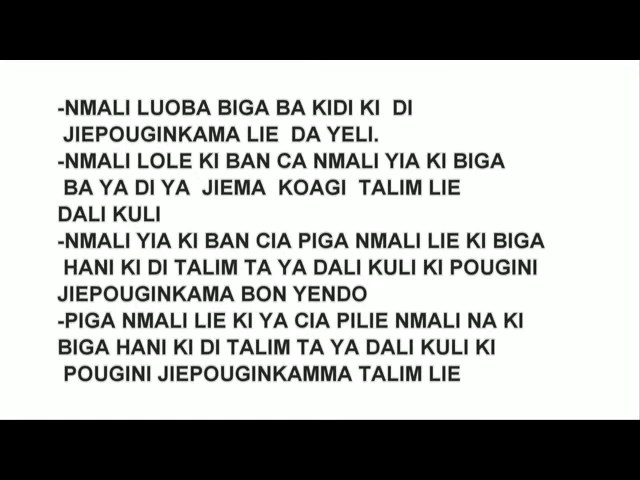 -NMALI LUOBA BIGA BA KIDI KI DI
JIEPOUGINKAMA LIE DA YELI.
-NMALI LOLE KI BAN CA NMALI YIA KI BIGA
BA YA DI YA JIEMA KOAGI TALIM LIE
DALI KULI
-NMALI YIA KI BAN CIA PIGA NMALI LIE KI BIGA
HANI KI DI TALIM TA YA DALI KULI KI POUGINI
JIEPOUGINKAMA BON YENDO
-PIGA NMALI LIE KI YA CIA PILIE NMALI NA KI
BIGA HANI KI DI TALIM TA YA DALI KULI KI
POUGINI JIEPOUGINKAMMA TALIM LIE